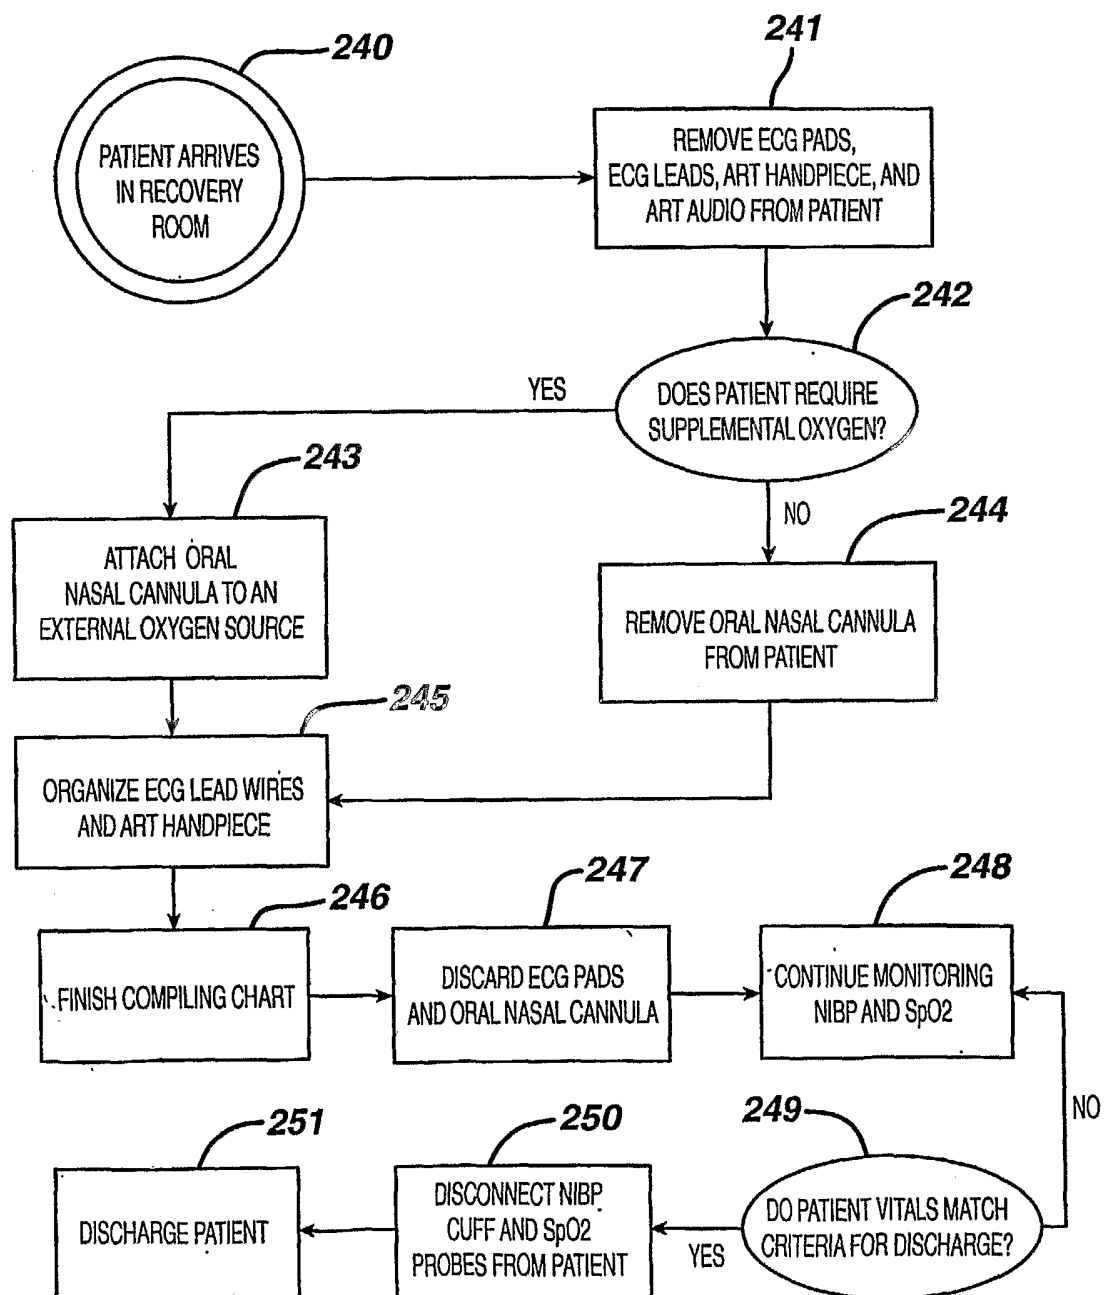 240
PATIENT ARRIVES
IN RECOVERY
ROOM
241
REMOVE ECG PADS,
ECG LEADS, ART HANDPIECE, AND
ART AUDIO FROM PATIENT
242
DOES PATIENT REQUIRE
SUPPLEMENTAL OXYGEN?
YES
NO
243
ATTACH ORAL
NASAL CANNULA TO AN
EXTERNAL OXYGEN SOURCE
244
REMOVE ORAL NASAL CANNULA
FROM PATIENT
245
ORGANIZE ECG LEAD WIRES
AND ART HANDPIECE
246
FINISH COMPILING CHART
247
DISCARD ECG PADS
AND ORAL NASAL CANNULA
248
CONTINUE MONITORING
NIBP AND SpO2
249
DO PATIENT VITALS MATCH
CRITERIA FOR DISCHARGE?
NO
YES
250
DISCONNECT NIBP
CUFF AND SpO2
PROBES FROM PATIENT
251
DISCHARGE PATIENT